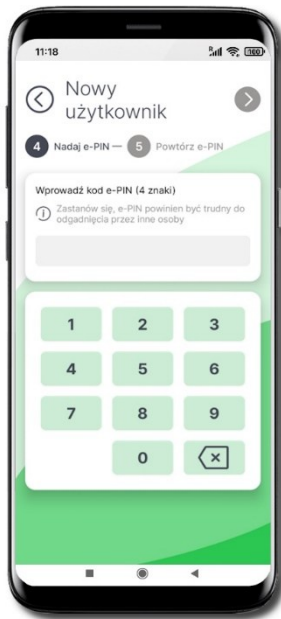 11:18
100
Nowy
użytkownik
4 Nadaj e-PIN — 5 Powtórz e-PIN
Wprowadź kod e-PIN (4 znaki)
Zastanów się, e-PIN powinien być trudny do
odgadnięcia przez inne osoby
1 2 3
4 5 6
7 8 9
0